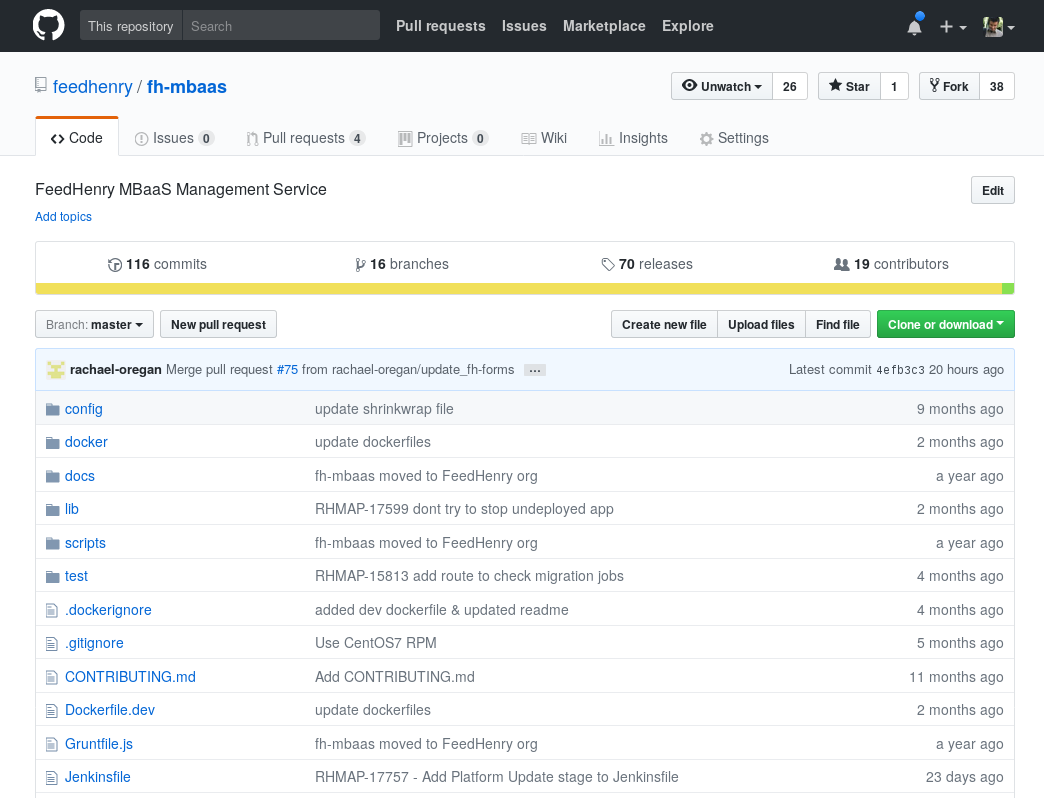 This repository Search Pull requests Issues Marketplace Explore
feedhenry / fh-mbaas Unwatch 26 Star 1 Fork 38
Code Issues 0 Pull requests 4 Projects 0 Wiki Insights Settings
FeedHenry MBaaS Management Service Edit
Add topics
116 commits 16 branches 70 releases 19 contributors
Branch: master New pull request Create new file Upload files Find file Clone or download
rachael-oregan Merge pull request #75 from rachael-oregan/update_fh-forms … Latest commit 4efb3c3 20 hours ago
config update shrinkwrap file 9 months ago
docker update dockerfiles 2 months ago
docs fh-mbaas moved to FeedHenry org a year ago
lib RHMAP-17599 dont try to stop undeployed app 2 months ago
scripts fh-mbaas moved to FeedHenry org a year ago
test RHMAP-15813 add route to check migration jobs 4 months ago
.dockerignore added dev dockerfile & updated readme 4 months ago
.gitignore Use CentOS7 RPM 5 months ago
CONTRIBUTING.md Add CONTRIBUTING.md 11 months ago
Dockerfile.dev update dockerfiles 2 months ago
Gruntfile.js fh-mbaas moved to FeedHenry org a year ago
Jenkinsfile RHMAP-17757 - Add Platform Update stage to Jenkinsfile 23 days ago